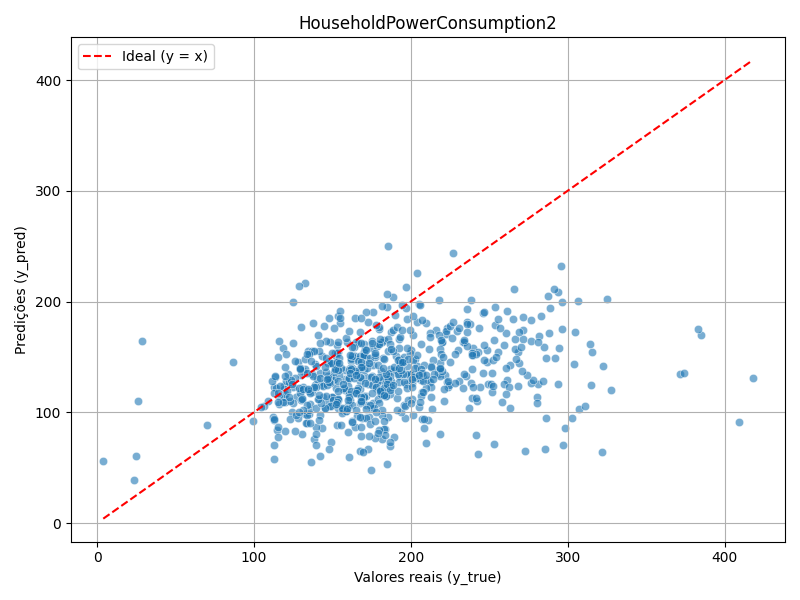 HouseholdPowerConsumption2
Ideal (y = x)
400
300
200
100
0
Predições (y_pred)
0 100 200 300 400
Valores reais (y_true)